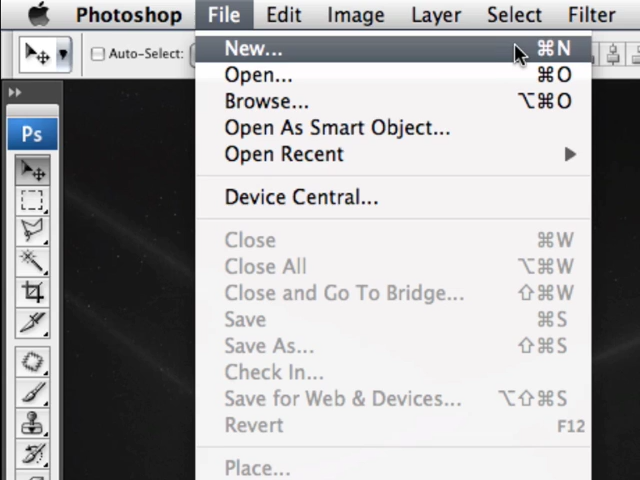 Photoshop File Edit Image Layer Select Filter
Auto-Select:
New... ⌘N
Open... ⌘O
Browse... ⌥⌘O
Open As Smart Object...
Open Recent
Device Central...
Close ⌘W
Close All ⌥⌘W
Close and Go To Bridge... ⇧⌘W
Save ⌘S
Save As... ⇧⌘S
Check In...
Save for Web & Devices... ⌥⇧⌘S
Revert F12
Place...
Ps